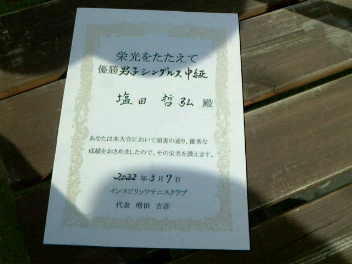 栄光をたたえて
優勝 男子シングルス中級
塩田 哲弘 殿
あなたは本大会において頭書の通り、優秀な
成績をおさめましたので、その栄光を讃えます。
2022年3月9日
インスピリッツテニスクラブ
代表 増田 吉彦